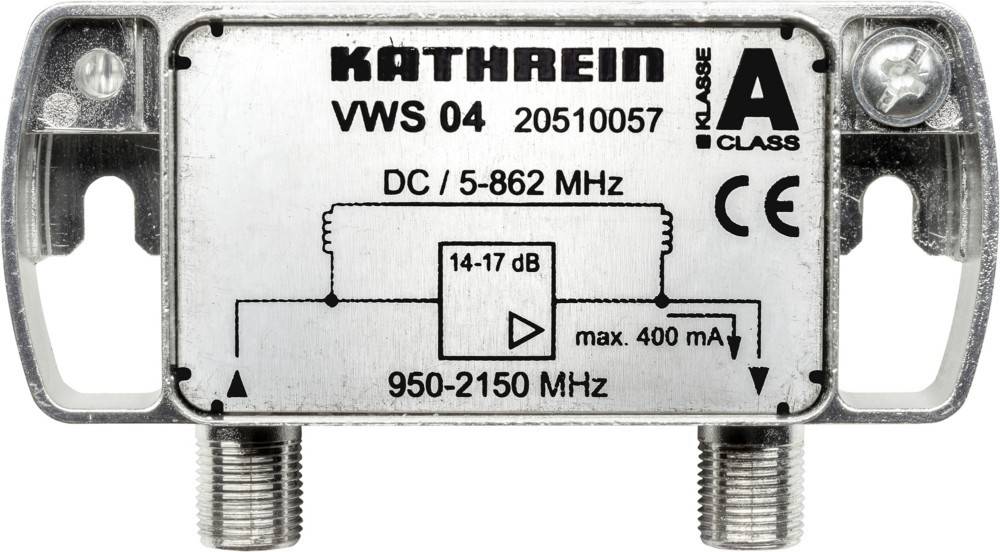 KATHREIN
VWS 04 20510057
KLASSE
A
CLASS
DC / 5-862 MHz
CE
14-17 dB
max. 400 mA
950-2150 MHz